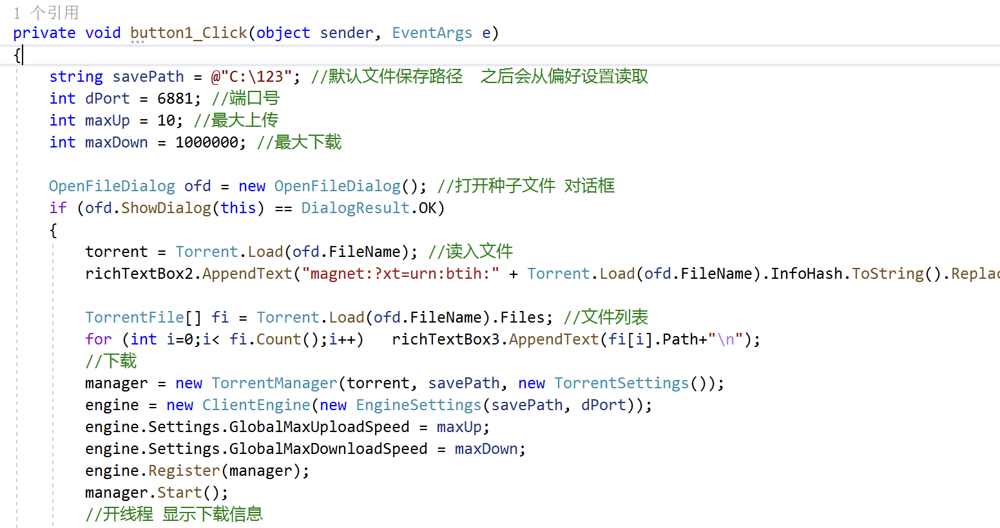 1 个引用
private void button1_Click(object sender, EventArgs e)
{
string savePath = @"C:\123"; //默认文件保存路径  之后会从偏好设置读取
int dPort = 6881; //端口号
int maxUp = 10; //最大上传
int maxDown = 1000000; //最大下载
OpenFileDialog ofd = new OpenFileDialog(); //打开种子文件 对话框
if (ofd.ShowDialog(this) == DialogResult.OK)
{
torrent = Torrent.Load(ofd.FileName); //读入文件
richTextBox2.AppendText("magnet:?xt=urn:btih:" + Torrent.Load(ofd.FileName).InfoHash.ToString().Replac
TorrentFile[] fi = Torrent.Load(ofd.FileName).Files; //文件列表
for (int i=0;i< fi.Count();i++)   richTextBox3.AppendText(fi[i].Path+"\n");
//下载
manager = new TorrentManager(torrent, savePath, new TorrentSettings());
engine = new ClientEngine(new EngineSettings(savePath, dPort));
engine.Settings.GlobalMaxUploadSpeed = maxUp;
engine.Settings.GlobalMaxDownloadSpeed = maxDown;
engine.Register(manager);
manager.Start();
//开线程 显示下载信息